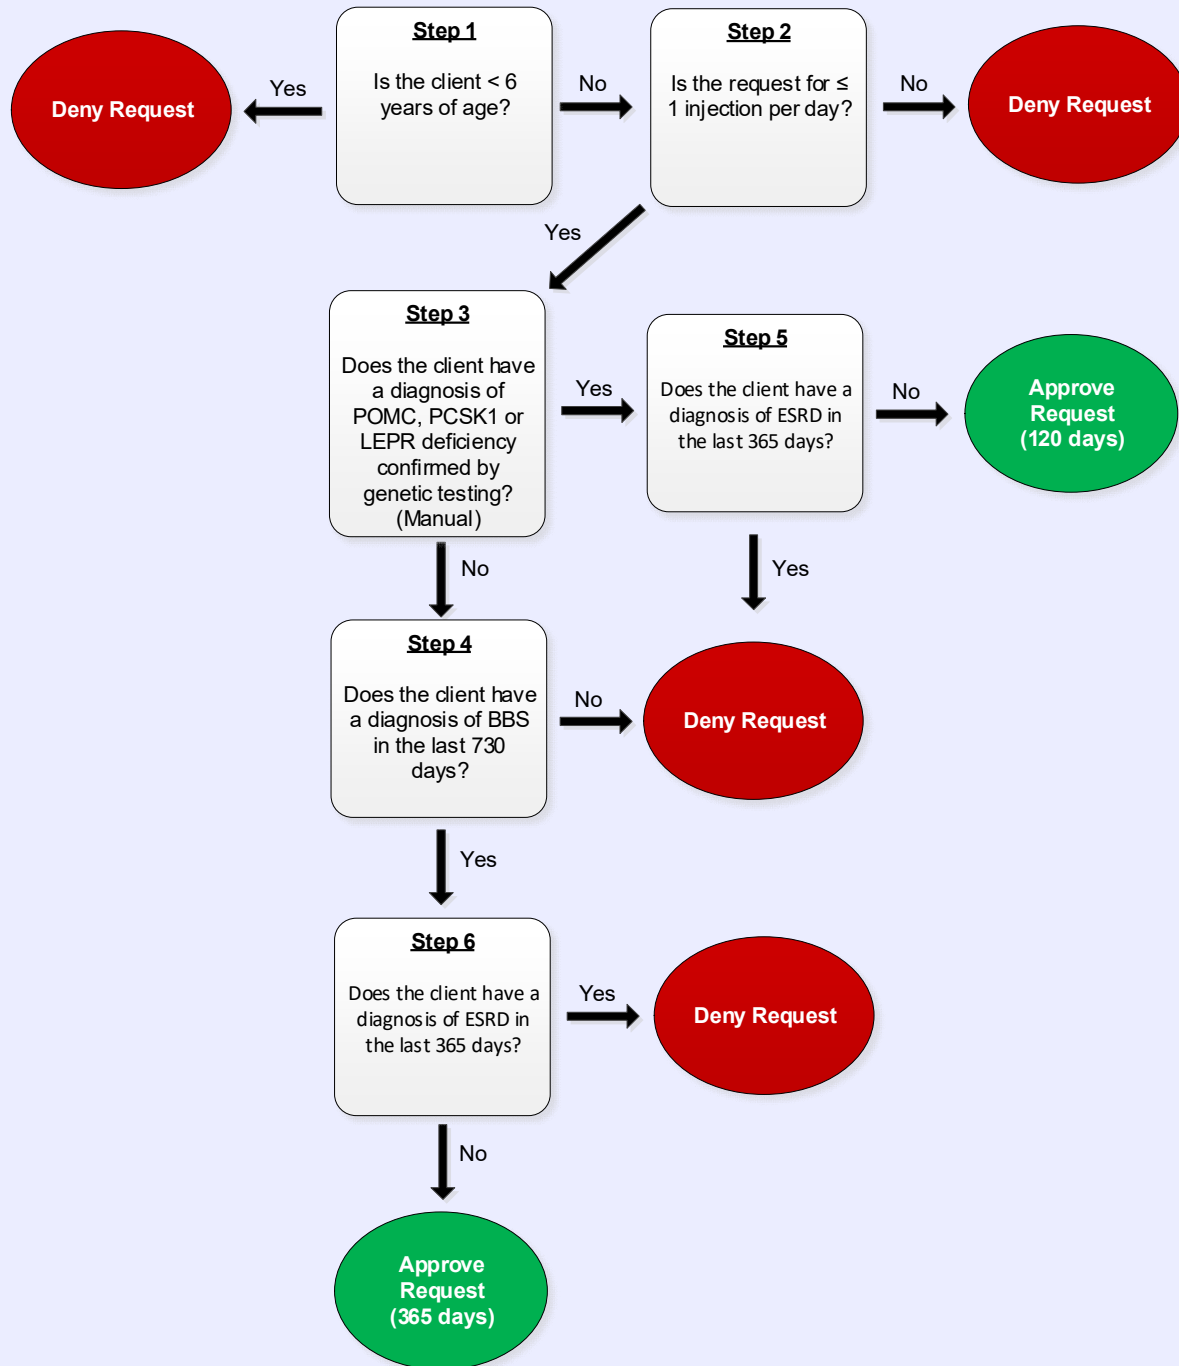 Deny Request
Yes
Step 1
Is the client < 6
years of age?
No
Step 2
Is the request for ≤
1 injection per day?
No
Deny Request
Yes
Step 3
Does the client have
a diagnosis of
POMC, PCSK1 or
LEPR deficiency
confirmed by
genetic testing?
(Manual)
Yes
Step 5
Does the client have a
diagnosis of ESRD in
the last 365 days?
No
Approve
Request
(120 days)
No
Yes
Step 4
Does the client have
a diagnosis of BBS
in the last 730
days?
No
Deny Request
Yes
Step 6
Does the client have a
diagnosis of ESRD in
the last 365 days?
Yes
Deny Request
No
Approve
Request
(365 days)